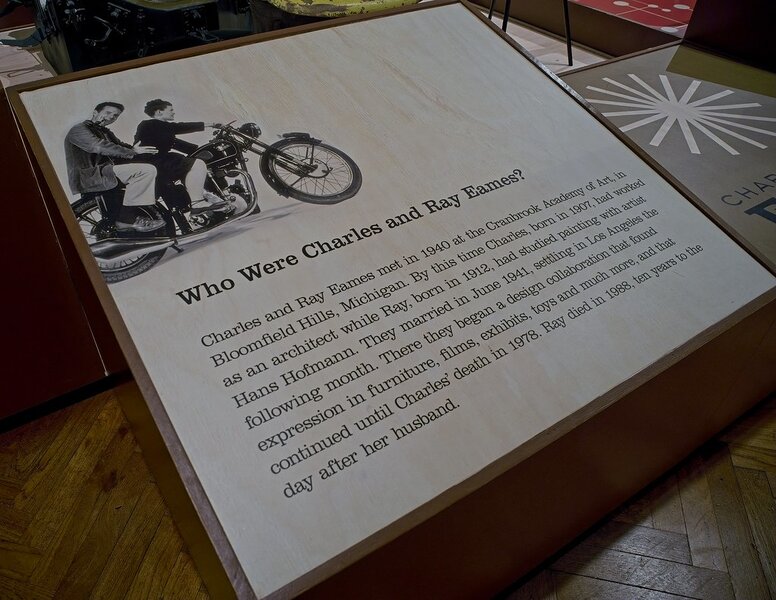 Who Were Charles and Ray Eames?
Charles and Ray Eames met in 1940 at the Cranbrook Academy of Art, in
Bloomfield Hills, Michigan. By this time Charles, born in 1907, had worked
as an architect while Ray, born in 1912, had studied painting with artist
Hans Hofmann. They married in June 1941, settling in Los Angeles the
following month. There they began a design collaboration that found
expression in furniture, films, exhibits, toys and much more, and that
continued until Charles' death in 1978. Ray died in 1988, ten years to the
day after her husband.